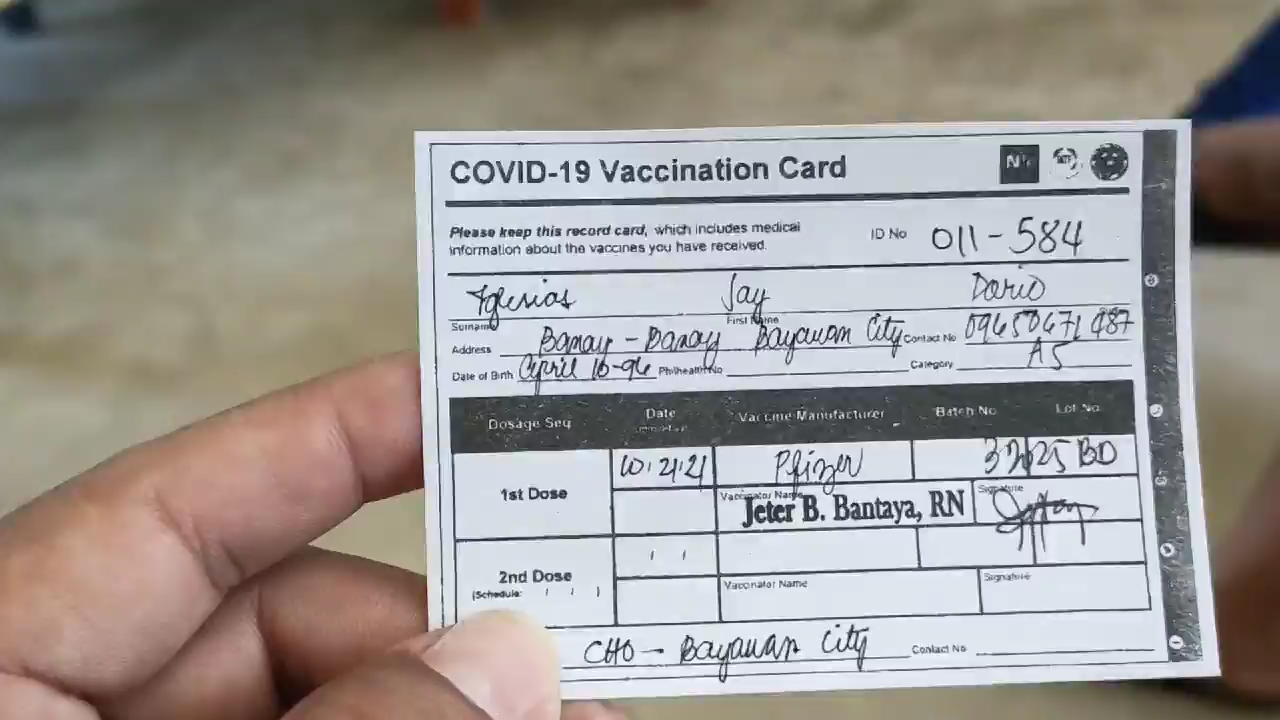 COVID-19 Vaccination Card
Please keep this record card, which includes medical
information about the vaccines you have received.
ID No 011-584
Iglesias Jay Dario
Surname First Name
Address Banay-Banay Bayawan City Contact No
Date of Birth April 16-96 Philhealth No Category A5
Dosage Seq Date Vaccine Manufacturer Batch No Lot No.
1st Dose 10/21/21 Pfizer
Vaccinator Name Signature
Jeter B. Bantaya, RN
2nd Dose
(Schedule: / / )
Vaccinator Name Signature
CHO - Bayawan City Contact No